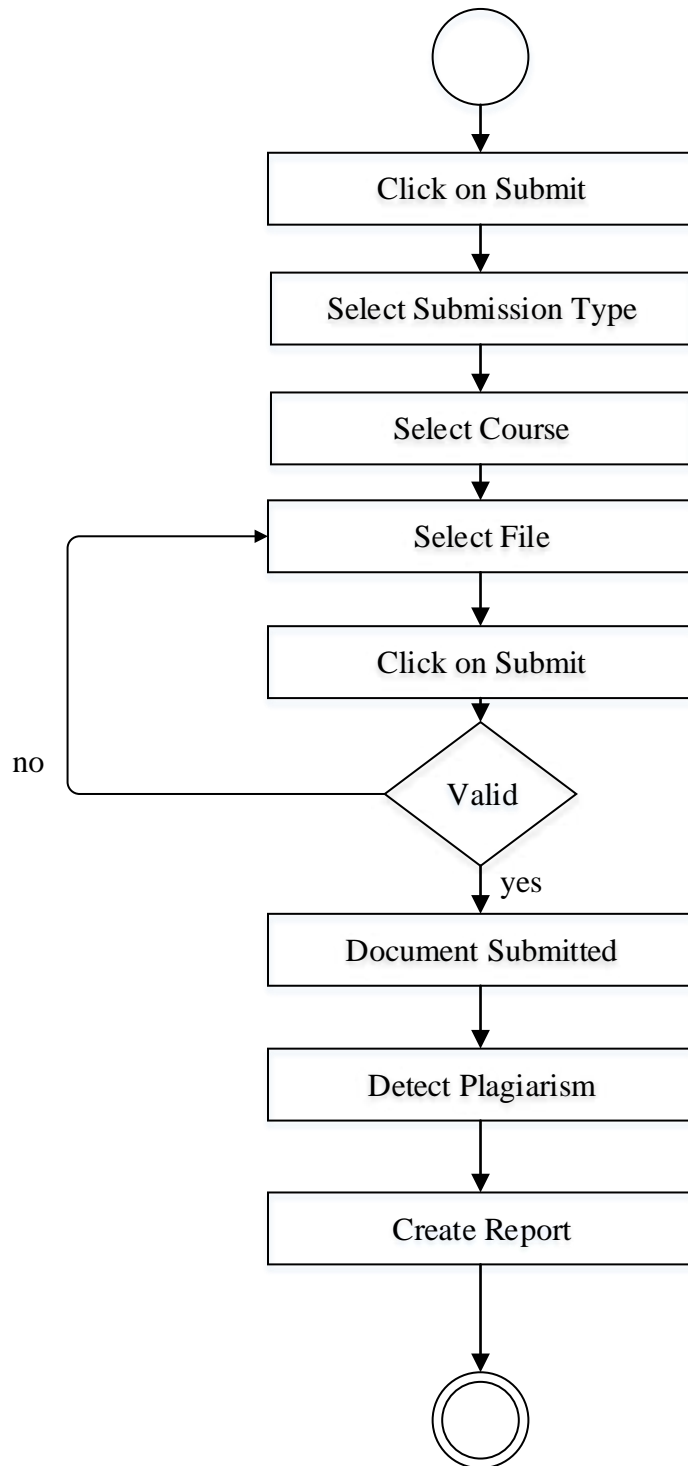 Click on Submit
Select Submission Type
Select Course
Select File
Click on Submit
no
Valid
yes
Document Submitted
Detect Plagiarism
Create Report